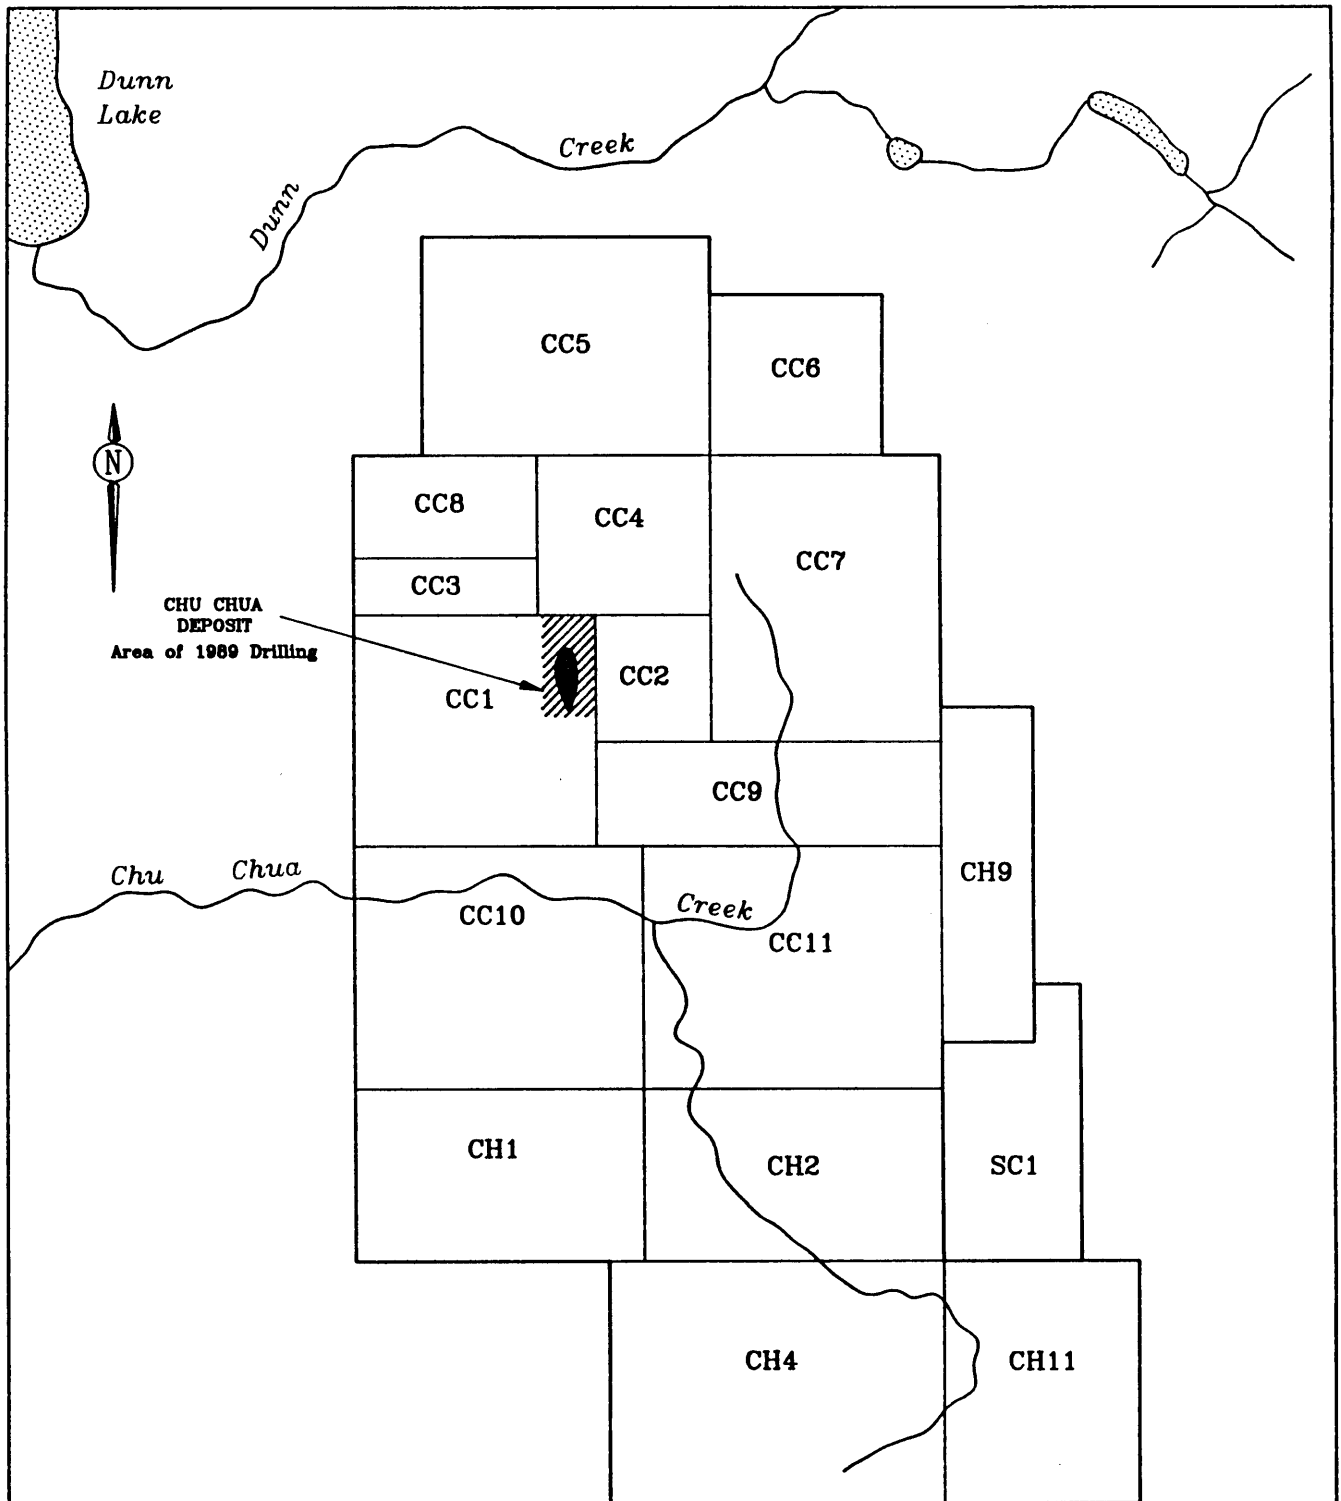 Dunn
Lake
Dunn
Creek
CC5
CC6
N
CC8
CC4
CC7
CC3
CHU CHUA
DEPOSIT
Area of 1989 Drilling
CC1
CC2
CC9
Chu Chua
Creek
CH9
CC10
CC11
CH1
CH2
SC1
CH4
CH11